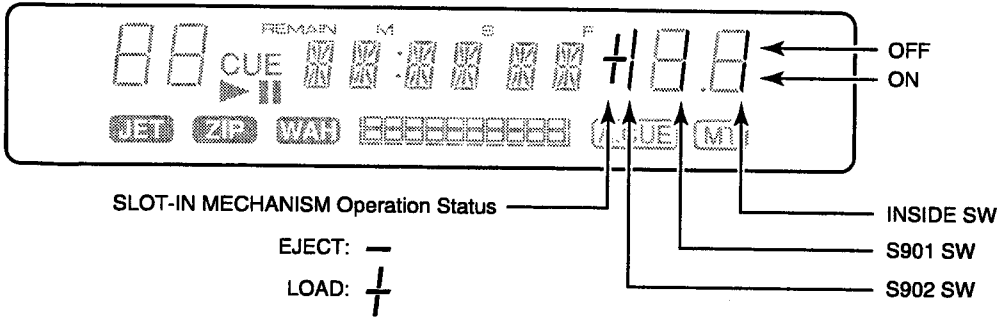 REMAIN M S F
OFF
CUE
ON
JET ZIP WAH A.CUE MT
SLOT-IN MECHANISM Operation Status
INSIDE SW
EJECT: −
S901 SW
LOAD: +
S902 SW